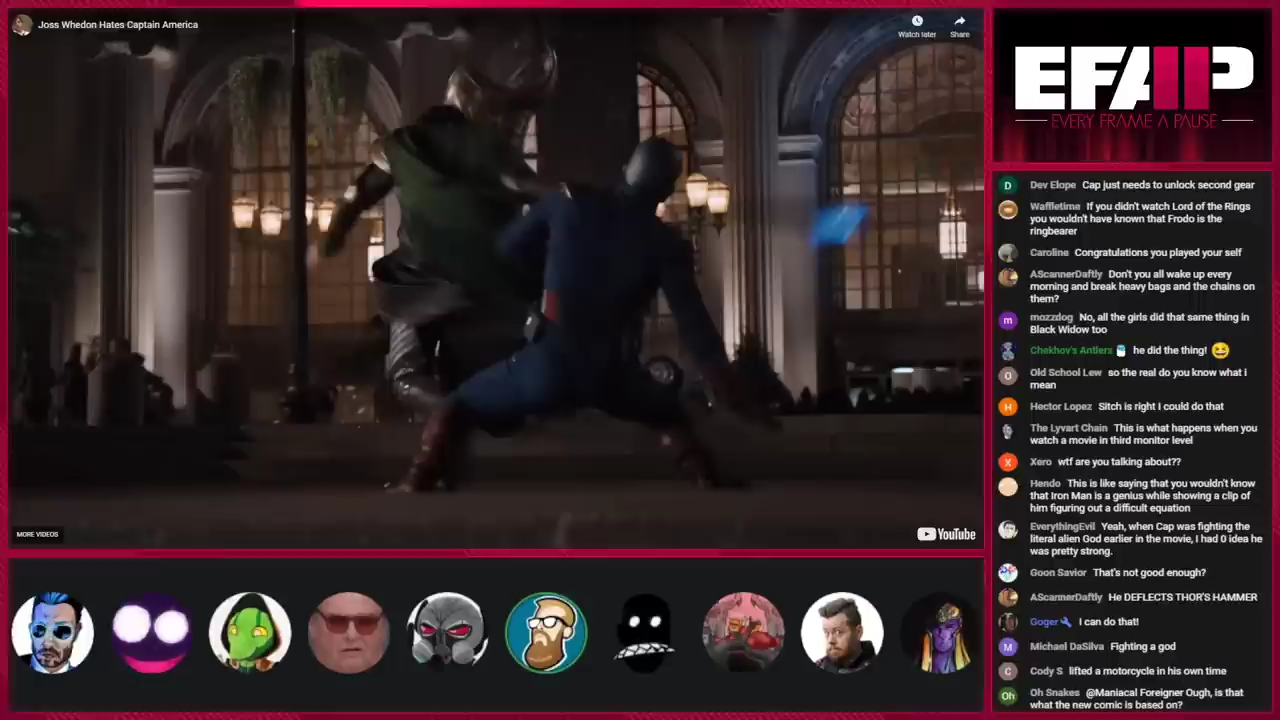 Joss Whedon Hates Captain America
Watch later
Share
MORE VIDEOS
YouTube
EFAP
EVERY FRAME A PAUSE
D
Dev Elope Cap just needs to unlock second gear
Waffletime If you didn't watch Lord of the Rings
you wouldn't have known that Frodo is the
ringbearer
Caroline Congratulations you played your self
AScannerDaftly Don't you all wake up every
morning and break heavy bags and the chains on
them?
m
mozzdog No, all the girls did that same thing in
Black Widow too
Chekhov's Antlers he did the thing!
O
Old School Lew so the real do you know what i
mean
H
Hector Lopez Sitch is right I could do that
The Lyvart Chain This is what happens when you
watch a movie in third monitor level
X
Xero wtf are you talking about??
Hendo This is like saying that you wouldn't know
that Iron Man is a genius while showing a clip of
him figuring out a difficult equation
EverythingEvil Yeah, when Cap was fighting the
literal alien God earlier in the movie, I had 0 idea he
was pretty strong.
Goon Savior That's not good enough?
AScannerDaftly He DEFLECTS THOR'S HAMMER
Goger I can do that!
M
Michael DaSilva Fighting a god
C
Cody S lifted a motorcycle in his own time
Oh
Oh Snakes @Maniacal Foreigner Ough, is that
what the new comic is based on?